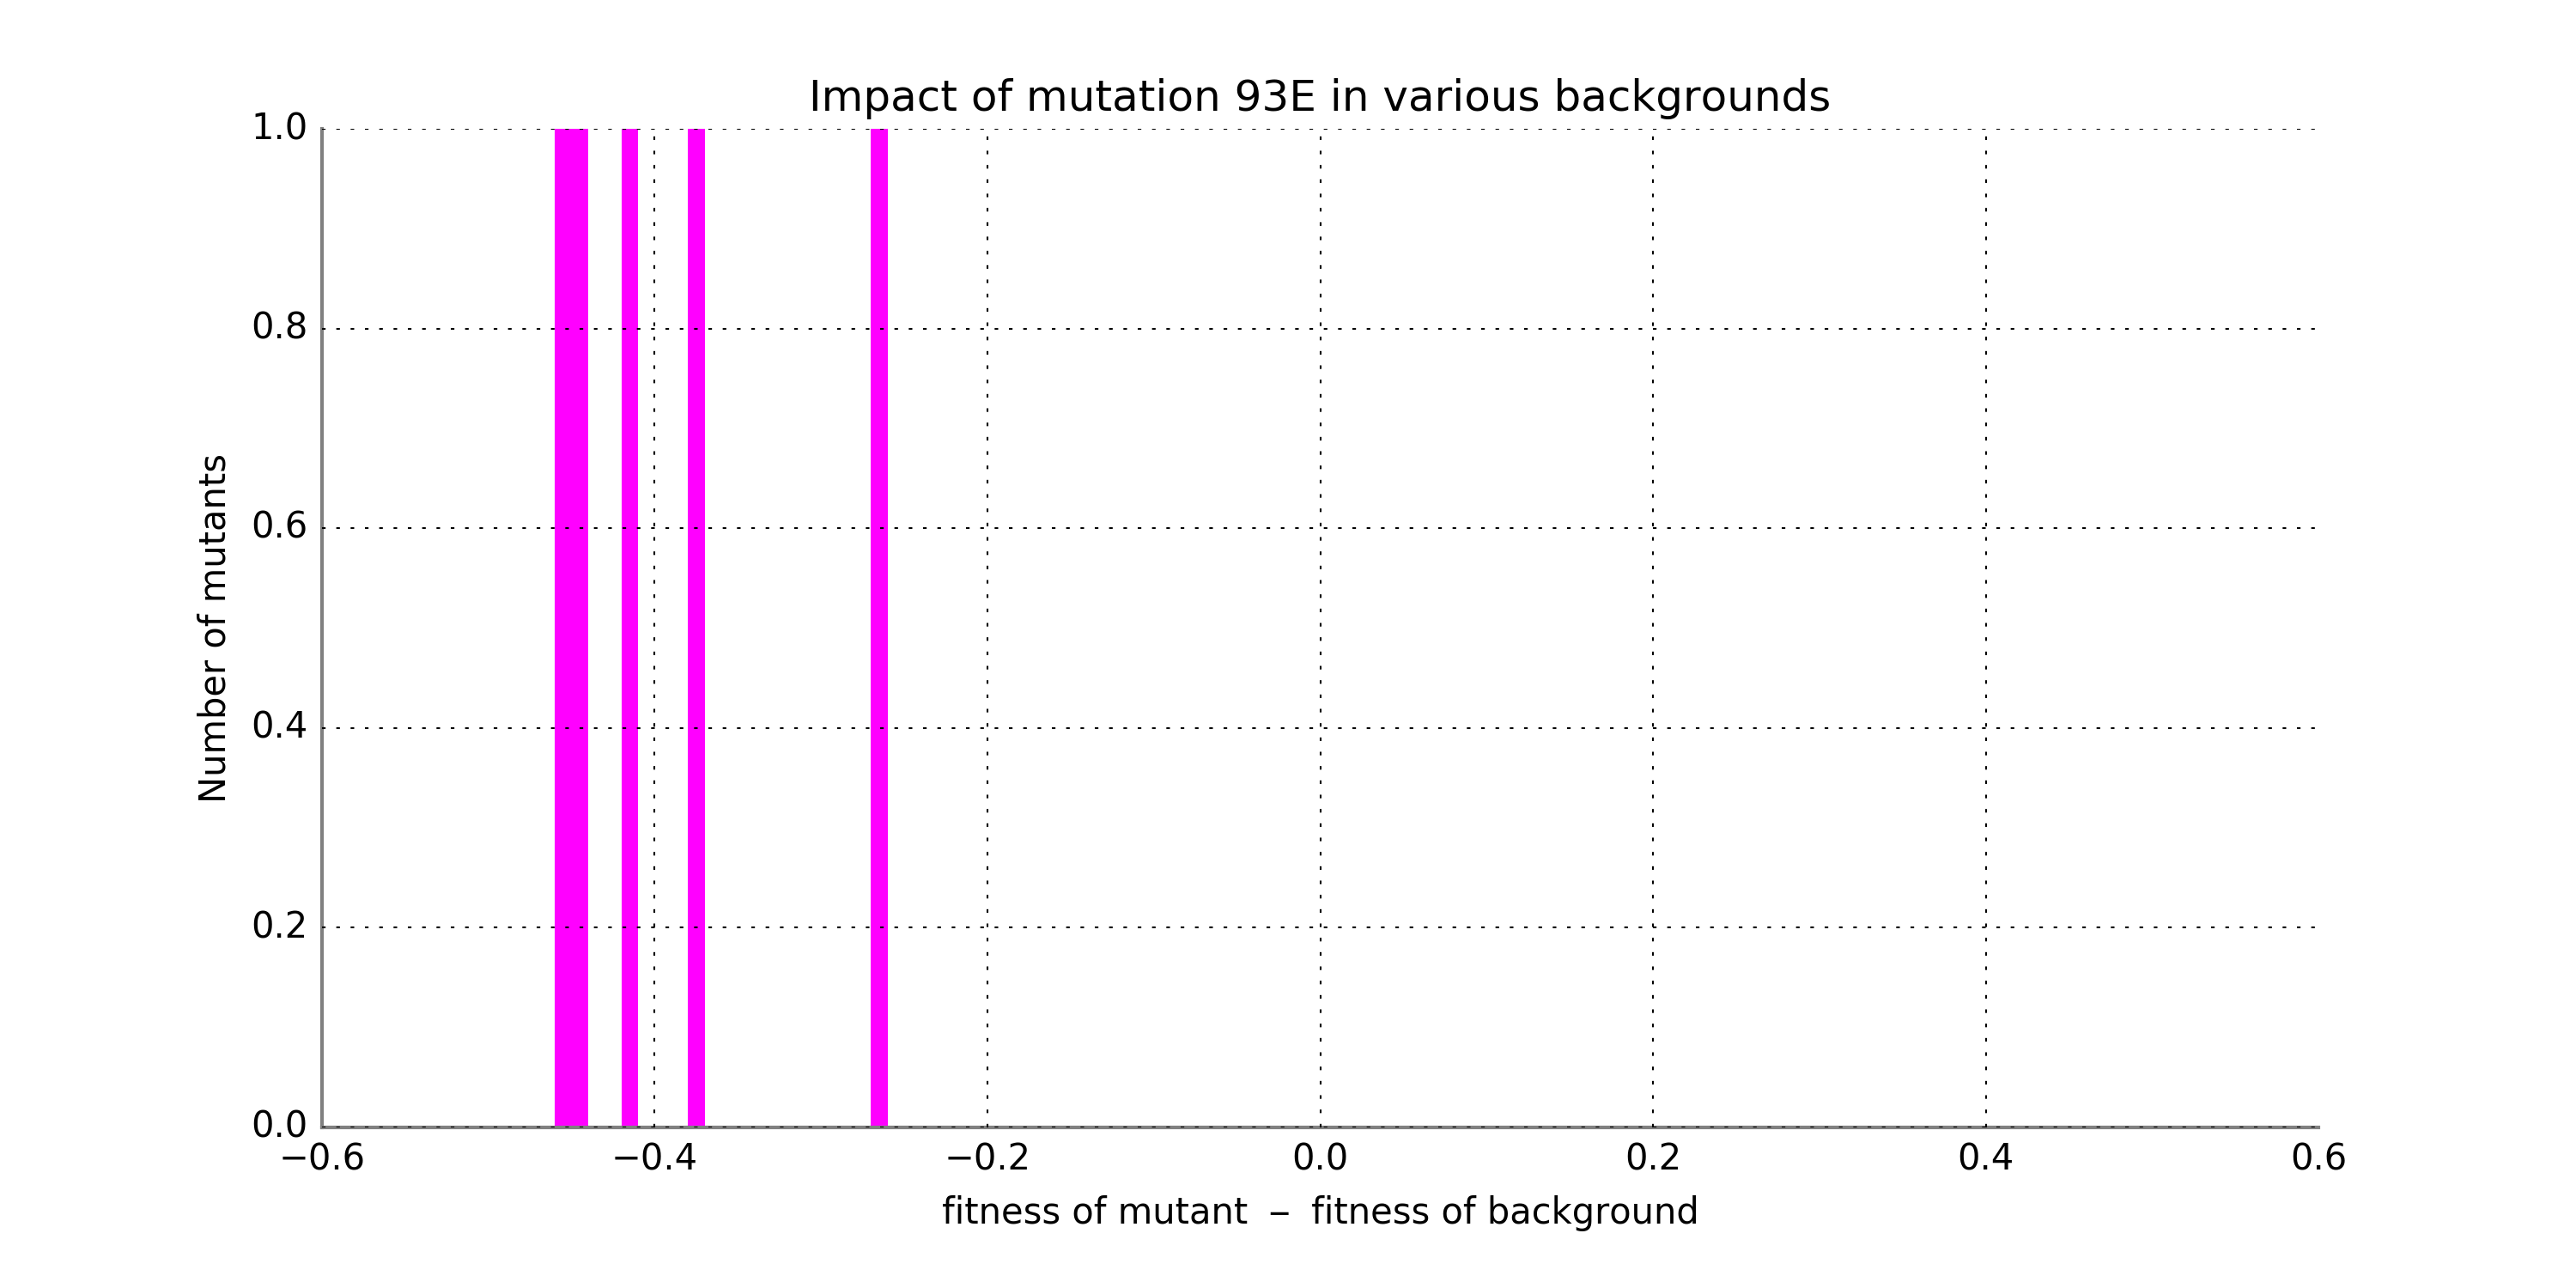 Impact of mutation 93E in various backgrounds
1.0
0.8
0.6
0.4
0.2
0.0
Number of mutants
−0.6 −0.4 −0.2 0.0 0.2 0.4 0.6
fitness of mutant − fitness of background